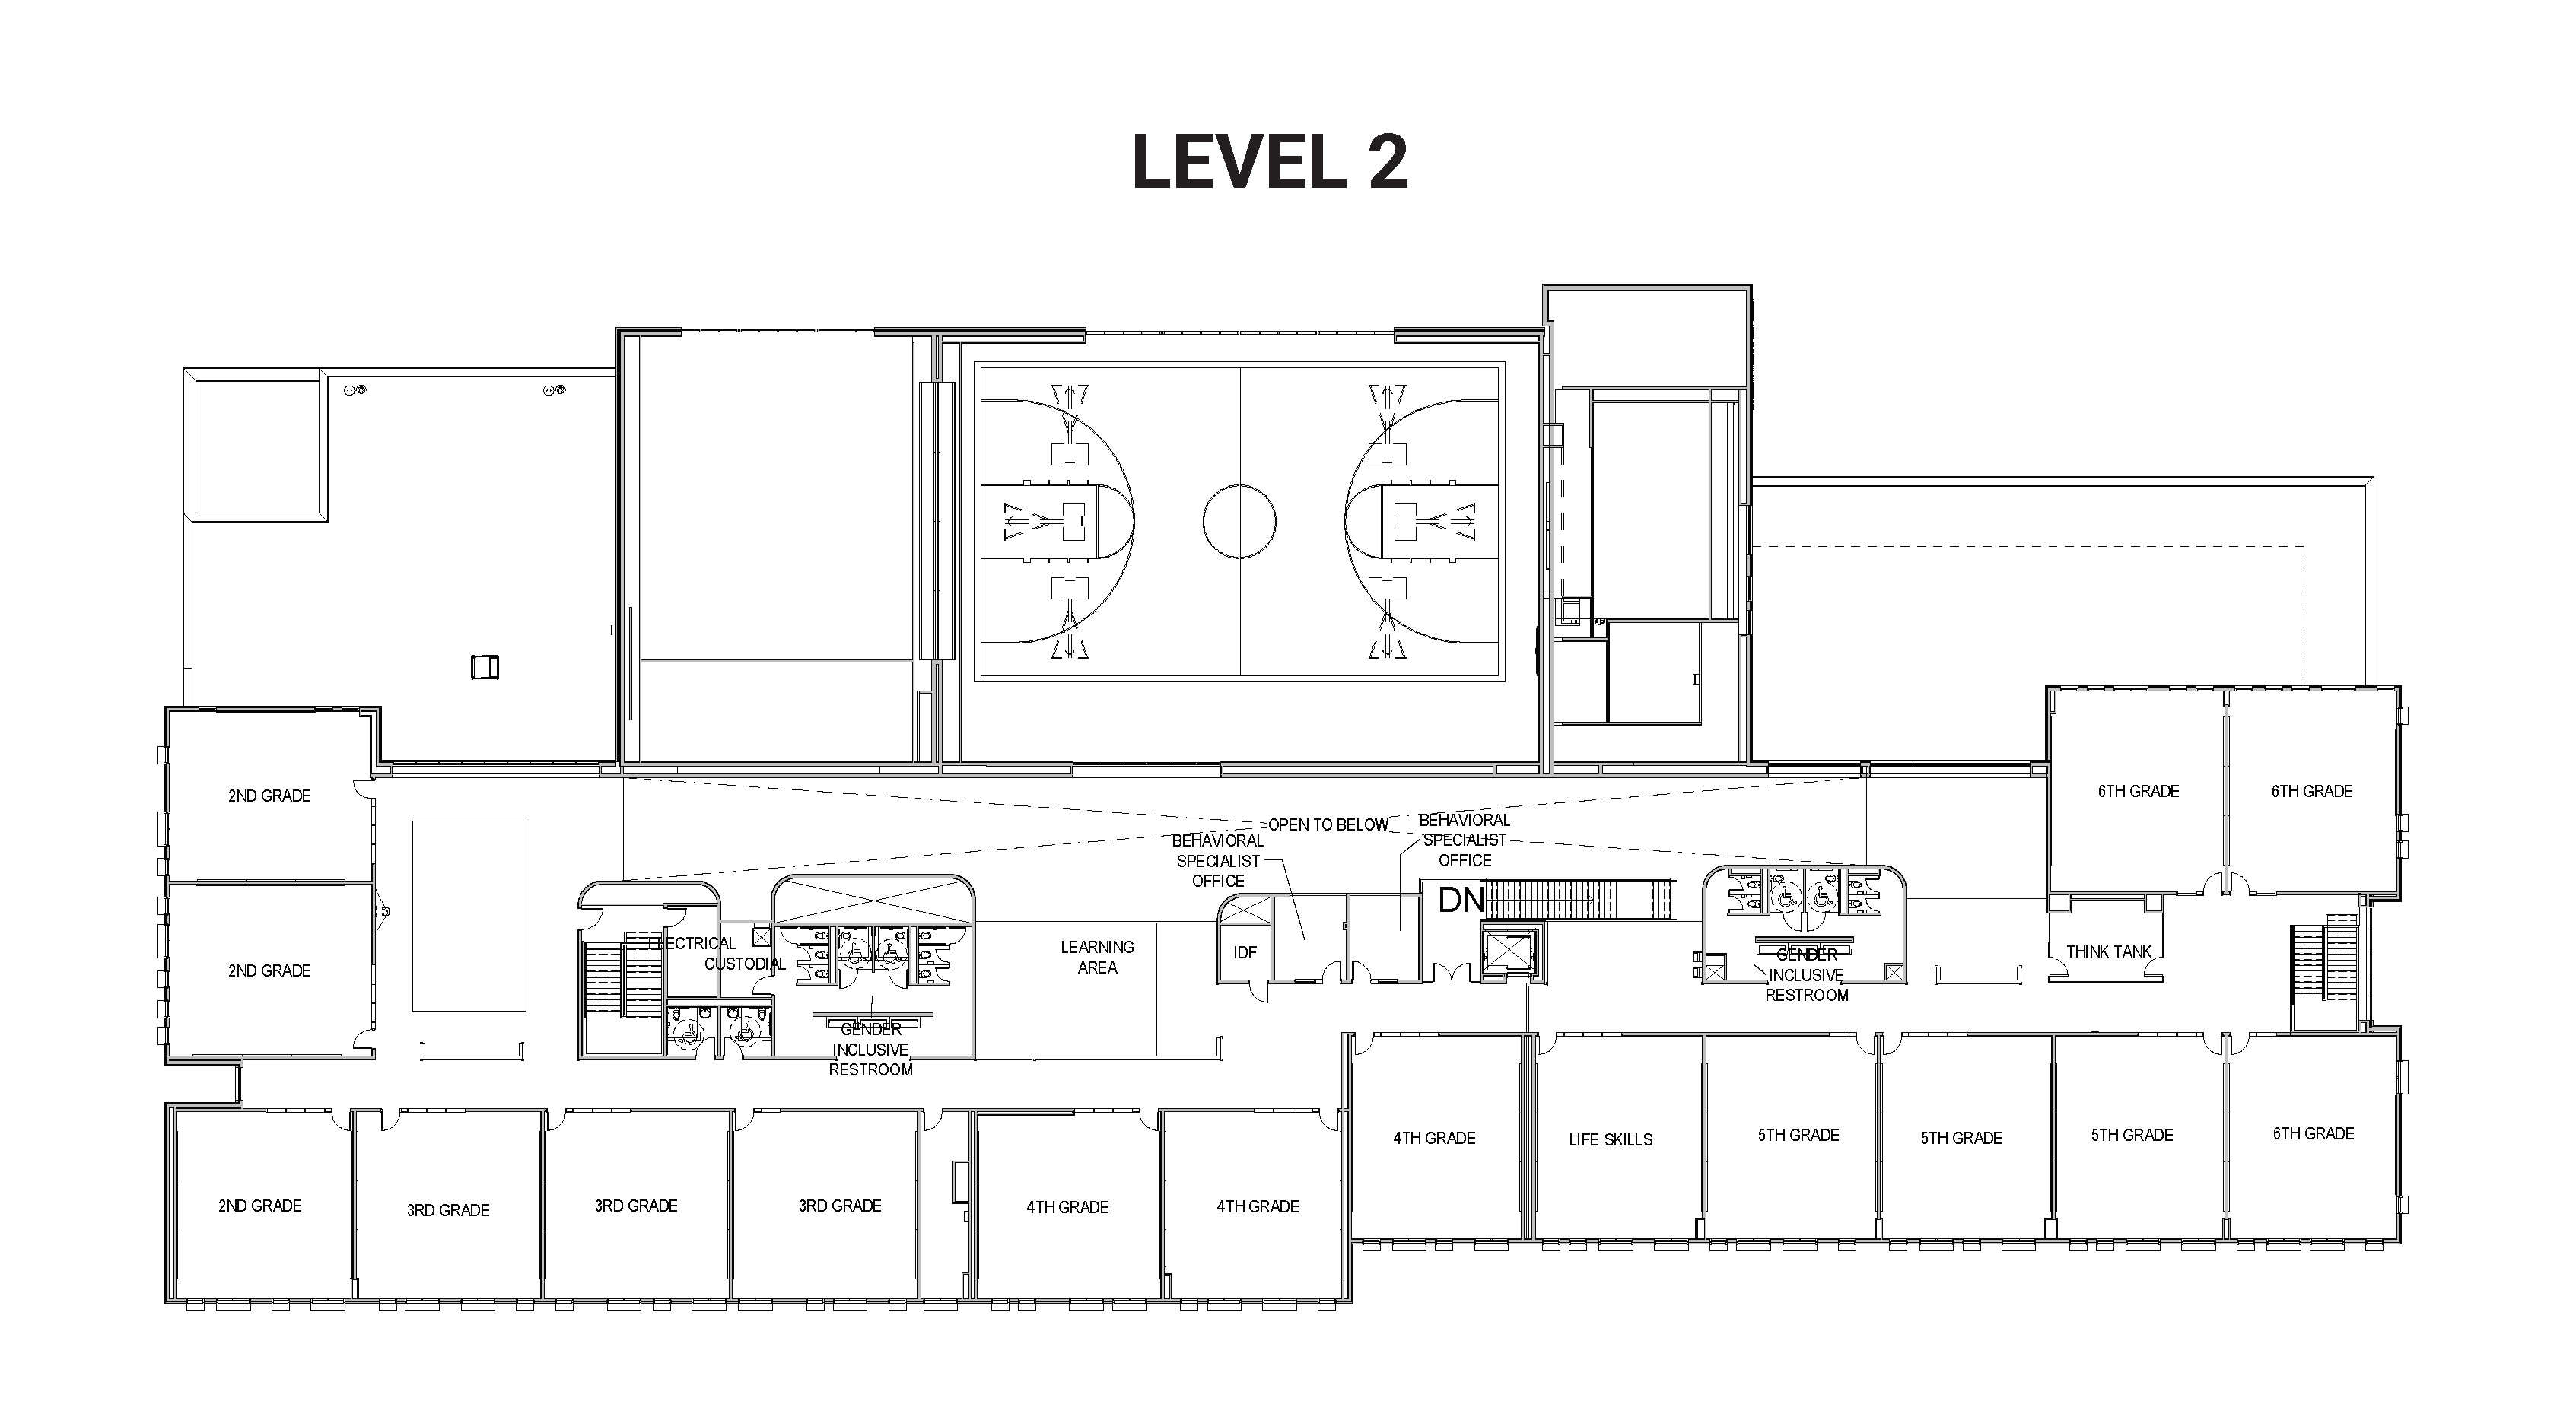 LEVEL 2
2ND GRADE
6TH GRADE
6TH GRADE
OPEN TO BELOW
BEHAVIORAL
SPECIALIST
OFFICE
BEHAVIORAL
SPECIALIST
OFFICE
DN
2ND GRADE
ELECTRICAL
CUSTODIAL
LEARNING
AREA
IDF
THINK TANK
GENDER
INCLUSIVE
RESTROOM
GENDER
INCLUSIVE
RESTROOM
4TH GRADE
LIFE SKILLS
5TH GRADE
5TH GRADE
5TH GRADE
6TH GRADE
2ND GRADE
3RD GRADE
3RD GRADE
3RD GRADE
4TH GRADE
4TH GRADE